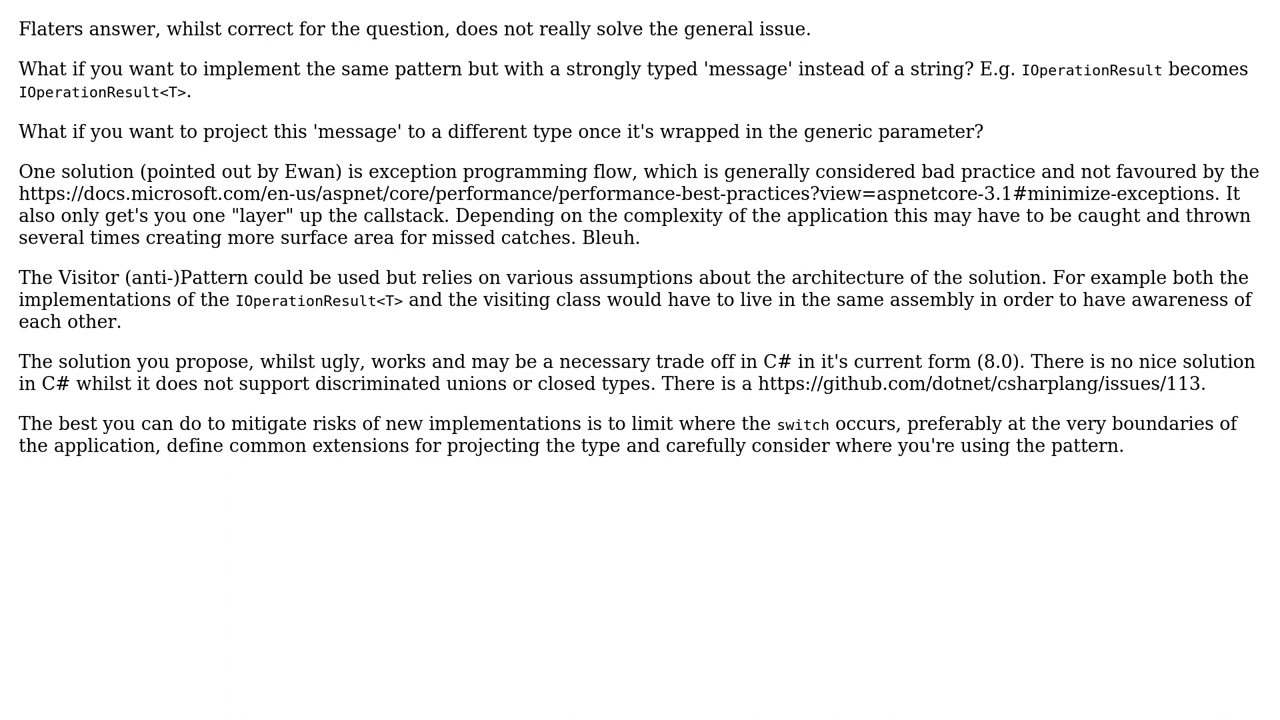 Flaters answer, whilst correct for the question, does not really solve the general issue.
What if you want to implement the same pattern but with a strongly typed 'message' instead of a string? E.g. IOperationResult becomes
IOperationResult<T>.
What if you want to project this 'message' to a different type once it's wrapped in the generic parameter?
One solution (pointed out by Ewan) is exception programming flow, which is generally considered bad practice and not favoured by the
https://docs.microsoft.com/en-us/aspnet/core/performance/performance-best-practices?view=aspnetcore-3.1#minimize-exceptions. It
also only get's you one "layer" up the callstack. Depending on the complexity of the application this may have to be caught and thrown
several times creating more surface area for missed catches. Bleuh.
The Visitor (anti-)Pattern could be used but relies on various assumptions about the architecture of the solution. For example both the
implementations of the IOperationResult<T> and the visiting class would have to live in the same assembly in order to have awareness of
each other.
The solution you propose, whilst ugly, works and may be a necessary trade off in C# in it's current form (8.0). There is no nice solution
in C# whilst it does not support discriminated unions or closed types. There is a https://github.com/dotnet/csharplang/issues/113.
The best you can do to mitigate risks of new implementations is to limit where the switch occurs, preferably at the very boundaries of
the application, define common extensions for projecting the type and carefully consider where you're using the pattern.